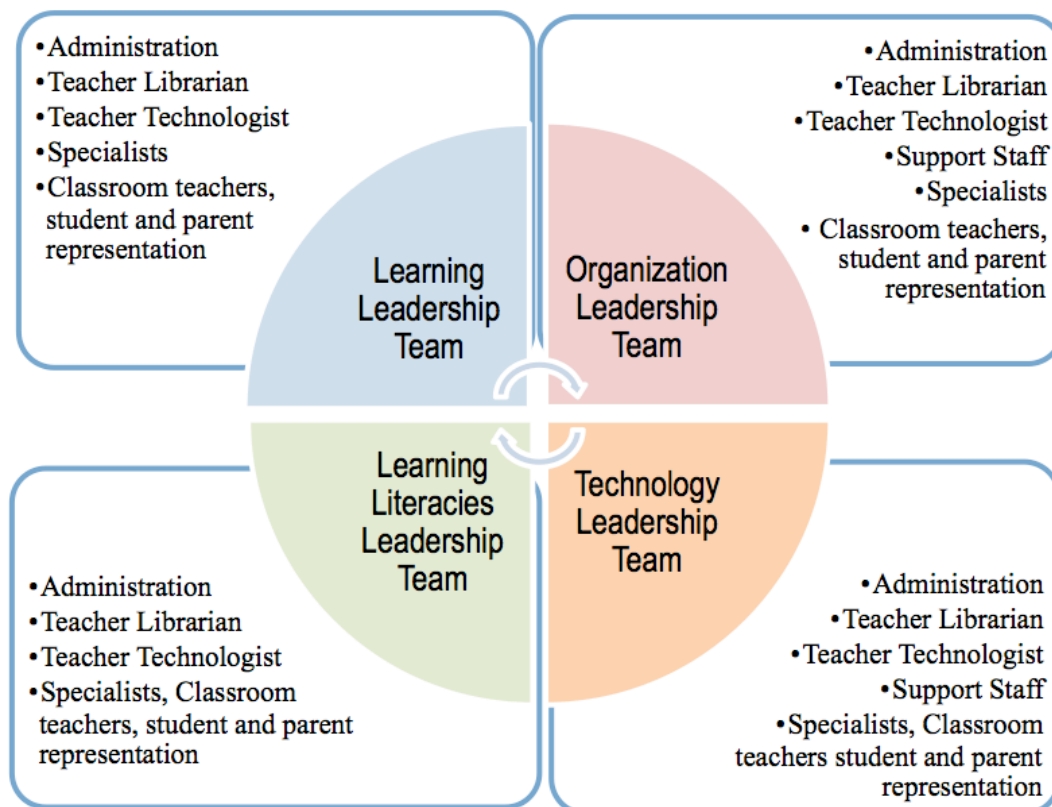 •Administration
•Teacher Librarian
•Teacher Technologist
•Specialists
•Classroom teachers,
student and parent
representation
•Administration
•Teacher Librarian
•Teacher Technologist
•Support Staff
•Specialists
• Classroom teachers,
student and parent
representation
Learning
Leadership
Team
Organization
Leadership
Team
Learning
Literacies
Leadership
Team
Technology
Leadership
Team
•Administration
•Teacher Librarian
•Teacher Technologist
•Specialists, Classroom
teachers, student and parent
representation
•Administration
•Teacher Librarian
•Teacher Technologist
•Support Staff
•Specialists, Classroom
teachers student and parent
representation